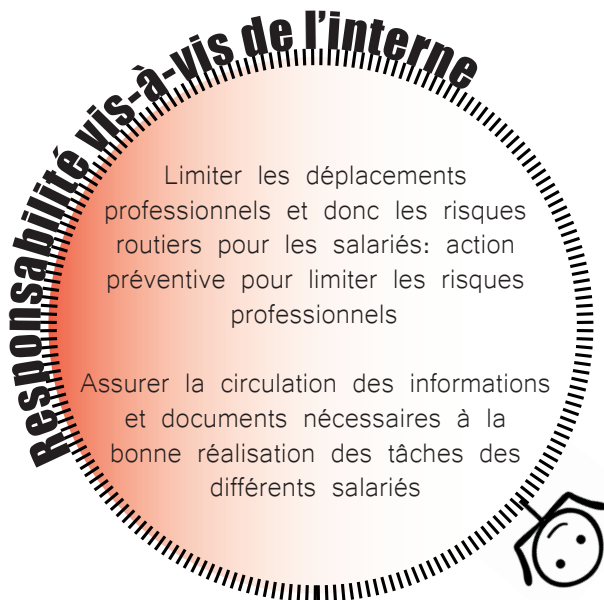 Responsabilité vis-à-vis de l'interne
Limiter les déplacements
professionnels et donc les risques
routiers pour les salariés: action
préventive pour limiter les risques
professionnels
Assurer la circulation des informations
et documents nécessaires à la
bonne réalisation des tâches des
différents salariés